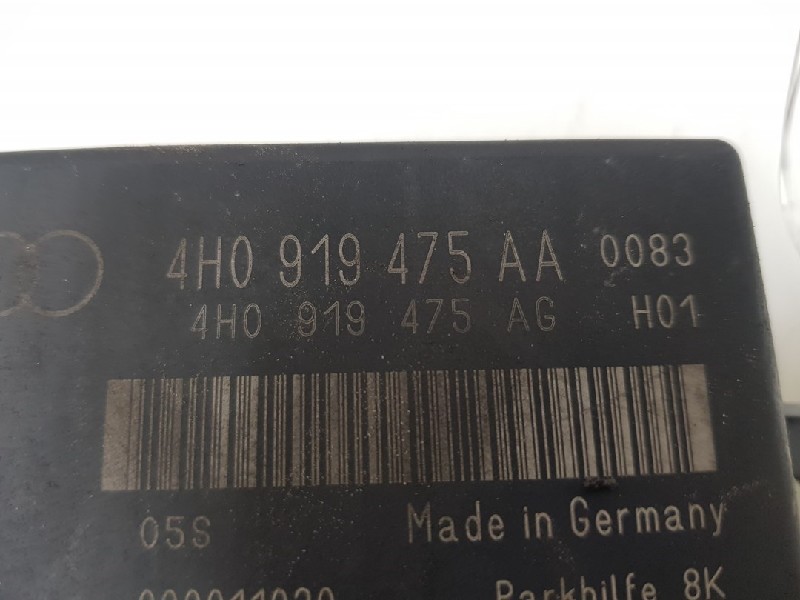 4H0 919 475 AA 0083
4H0 919 475 AG H01
05S Made in Germany
Parkhilfe 8K